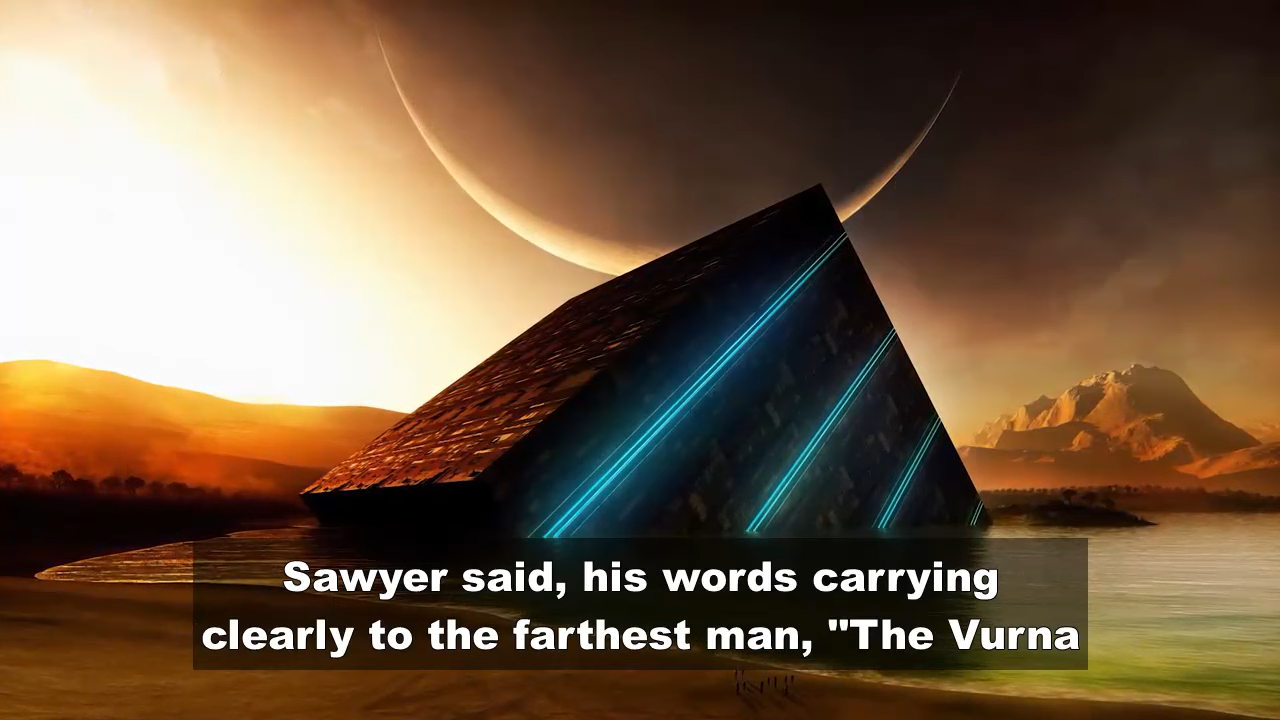 Sawyer said, his words carrying
clearly to the farthest man, "The Vurna